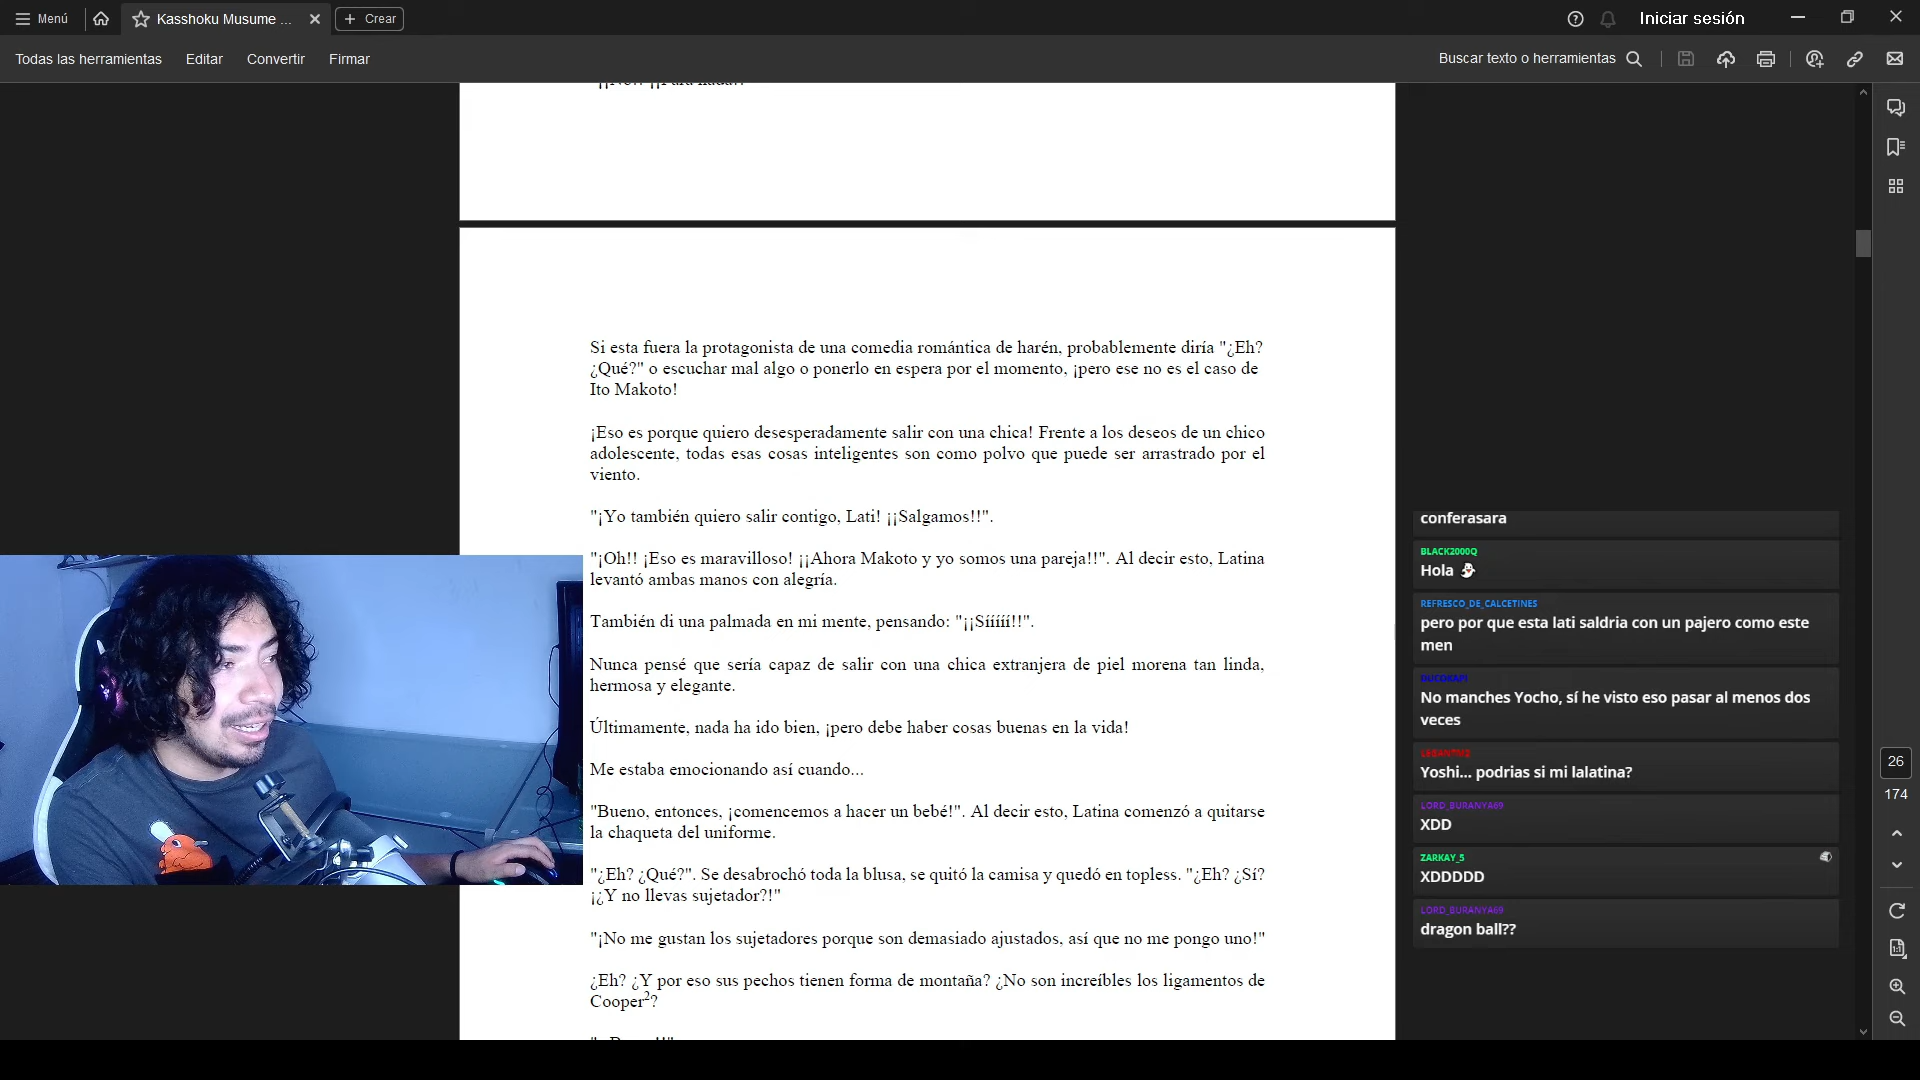 Menú
Kasshoku Musume ...
Crear
Iniciar sesión
Todas las herramientas
Editar
Convertir
Firmar
Buscar texto o herramientas
Si esta fuera la protagonista de una comedia romántica de harén, probablemente diría "¿Eh?
¿Qué?" o escuchar mal algo o ponerlo en espera por el momento, ¡pero ese no es el caso de
Ito Makoto!
¡Eso es porque quiero desesperadamente salir con una chica! Frente a los deseos de un chico
adolescente, todas esas cosas inteligentes son como polvo que puede ser arrastrado por el
viento.
"¡Yo también quiero salir contigo, Lati! ¡¡Salgamos!!".
"¡Oh!! ¡Eso es maravilloso! ¡¡Ahora Makoto y yo somos una pareja!!". Al decir esto, Latina
levantó ambas manos con alegría.
También di una palmada en mi mente, pensando: "¡¡Sííííí!!".
Nunca pensé que sería capaz de salir con una chica extranjera de piel morena tan linda,
hermosa y elegante.
Últimamente, nada ha ido bien, ¡pero debe haber cosas buenas en la vida!
Me estaba emocionando así cuando...
"Bueno, entonces, ¡comencemos a hacer un bebé!". Al decir esto, Latina comenzó a quitarse
la chaqueta del uniforme.
"¿Eh? ¿Qué?". Se desabrochó toda la blusa, se quitó la camisa y quedó en topless. "¿Eh? ¿Sí?
¡¿Y no llevas sujetador?!"
"¡No me gustan los sujetadores porque son demasiado ajustados, así que no me pongo uno!"
¿Eh? ¿Y por eso sus pechos tienen forma de montaña? ¿No son increíbles los ligamentos de
Cooper2?
conferasara
BLACK2000Q
Hola
REFRESCO_DE_CALCETINES
pero por que esta lati saldria con un pajero como este
men
No manches Yocho, sí he visto eso pasar al menos dos
veces
Yoshi... podrias si mi lalatina?
LORD_BURANYA69
XDD
ZARKAY_5
XDDDDD
LORD_BURANYA69
dragon ball??
26
174